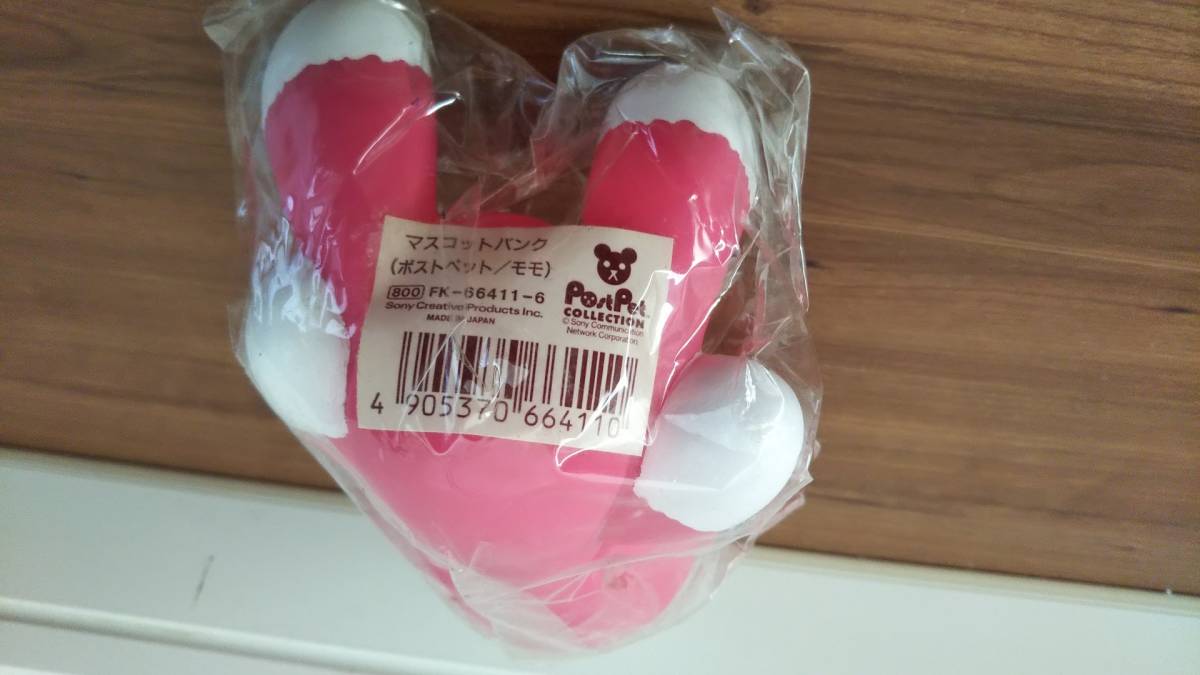 マスコットバンク
(ポストペット/モモ)
800 FK-66411-6
Sony Creative Products Inc.
MADE IN JAPAN
PostPet
COLLECTION
© Sony Communication
Network Corporation
4 905370 664110